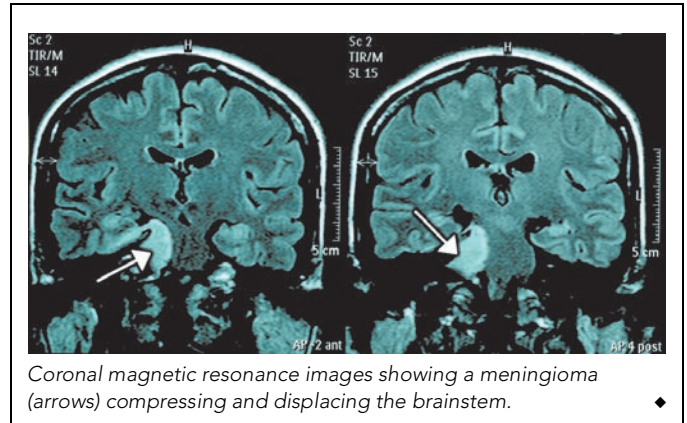 Sc 2
TIR/M
SL 14
H
5 cm
AP -2 ant
Sc 2
TIR/M
SL 15
H
L
5 cm
AP 4 post
Coronal magnetic resonance images showing a meningioma
(arrows) compressing and displacing the brainstem.